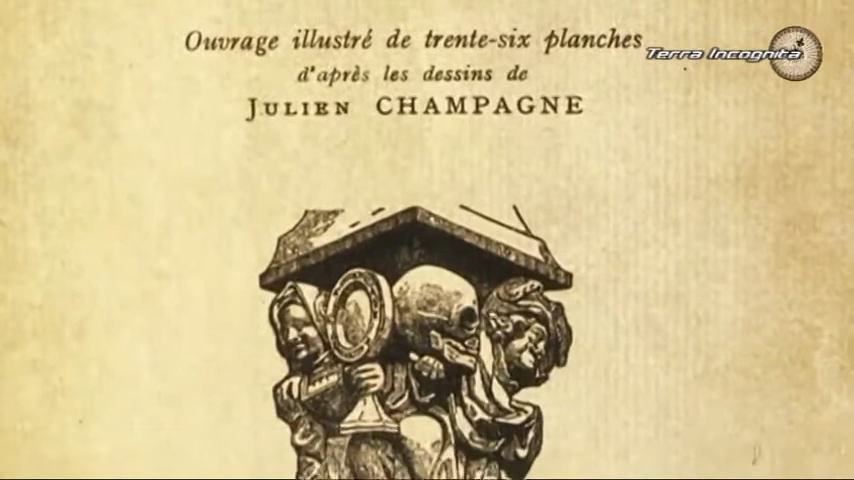 Ouvrage illustré de trente-six planches
d'après les dessins de
JULIEN CHAMPAGNE
Terra Incognita